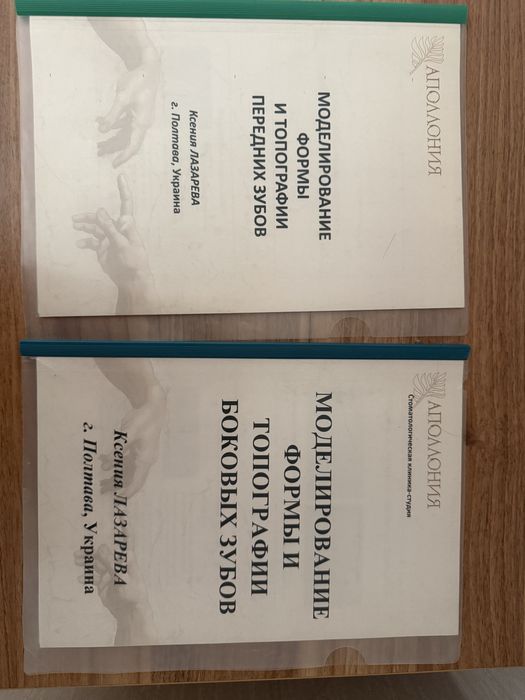 АПОЛЛОНИЯ
МОДЕЛИРОВАНИЕ
ФОРМЫ
И ТОПОГРАФИИ
ПЕРЕДНИХ ЗУБОВ
Ксения ЛАЗАРЕВА
г. Полтава, Украина
АПОЛЛОНИЯ
Стоматологическая клиника-студия
МОДЕЛИРОВАНИЕ
ФОРМЫ И
ТОПОГРАФИИ
БОКОВЫХ ЗУБОВ
Ксения ЛАЗАРЕВА
г. Полтава, Украина